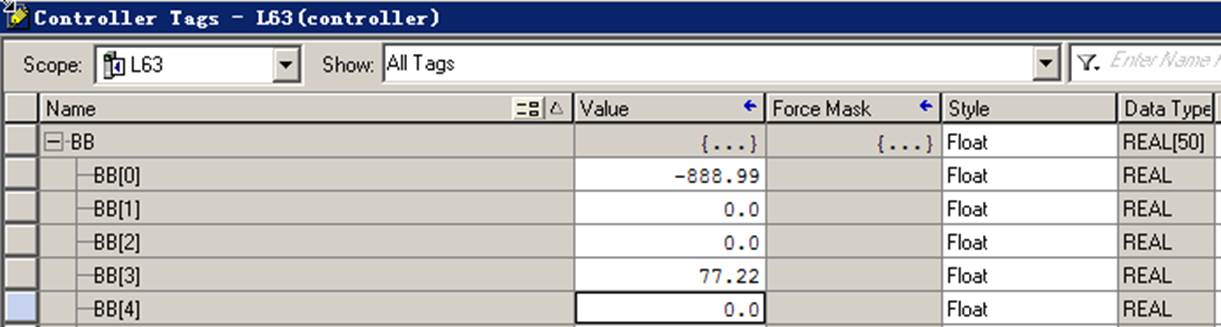 Controller Tags - L63(controller)
Scope: L63 Show: All Tags Enter Name
Name Value Force Mask Style Data Type
BB {...} {...} Float REAL[50]
BB[0] -888.99 Float REAL
BB[1] 0.0 Float REAL
BB[2] 0.0 Float REAL
BB[3] 77.22 Float REAL
BB[4] 0.0 Float REAL